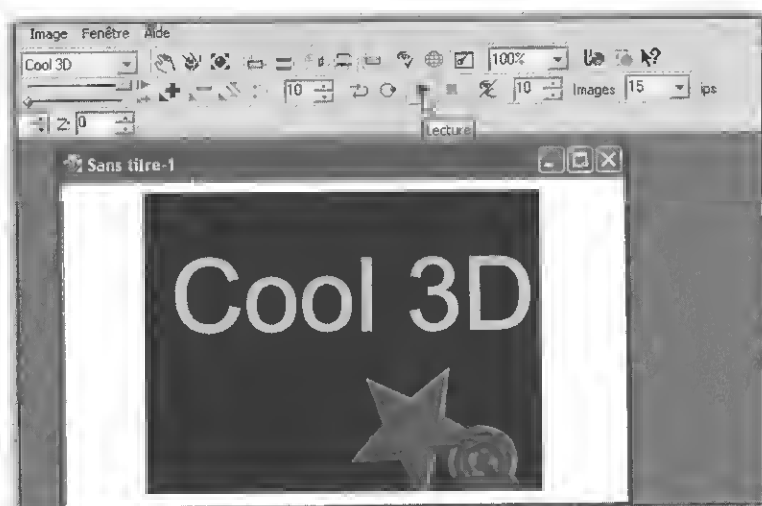 Image Fenêtre Aide
Cool 3D 100%
10 10 Images 15 ips
Z: 0
Lecture
Sans titre-1
Cool 3D